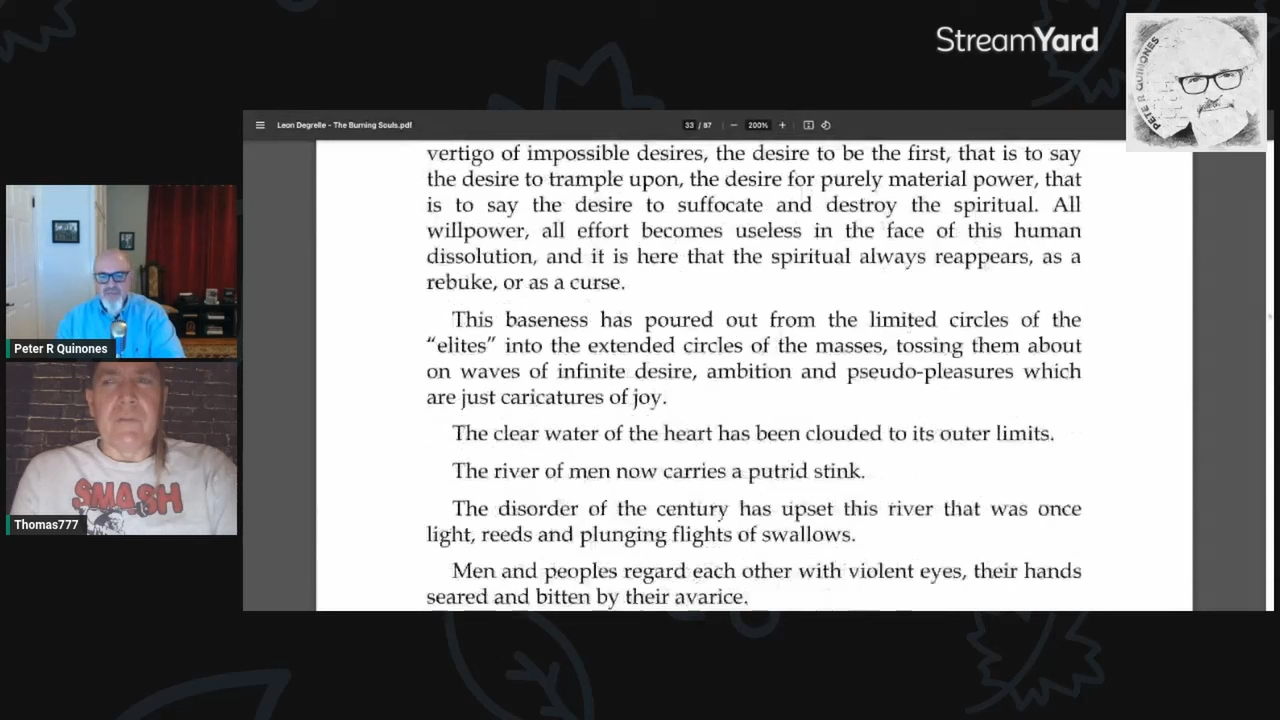 StreamYard
PETER R QUINONES
Leon Degrelle - The Burning Souls.pdf
33 / 87
200%
vertigo of impossible desires, the desire to be the first, that is to say
the desire to trample upon, the desire for purely material power, that
is to say the desire to suffocate and destroy the spiritual. All
willpower, all effort becomes useless in the face of this human
dissolution, and it is here that the spiritual always reappears, as a
rebuke, or as a curse.
This baseness has poured out from the limited circles of the
“elites” into the extended circles of the masses, tossing them about
on waves of infinite desire, ambition and pseudo-pleasures which
are just caricatures of joy.
The clear water of the heart has been clouded to its outer limits.
The river of men now carries a putrid stink.
The disorder of the century has upset this river that was once
light, reeds and plunging flights of swallows.
Men and peoples regard each other with violent eyes, their hands
seared and bitten by their avarice.
Peter R Quinones
SMASH
Thomas777